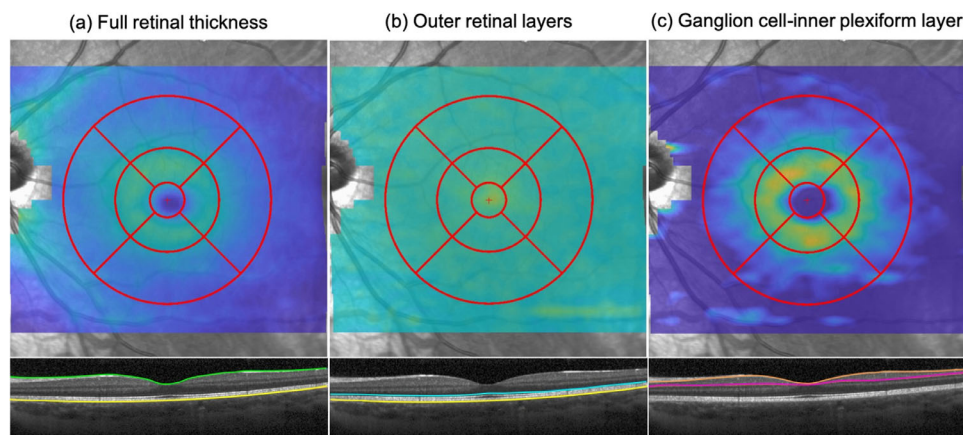 (a) Full retinal thickness
(b) Outer retinal layers
(c) Ganglion cell-inner plexiform layer